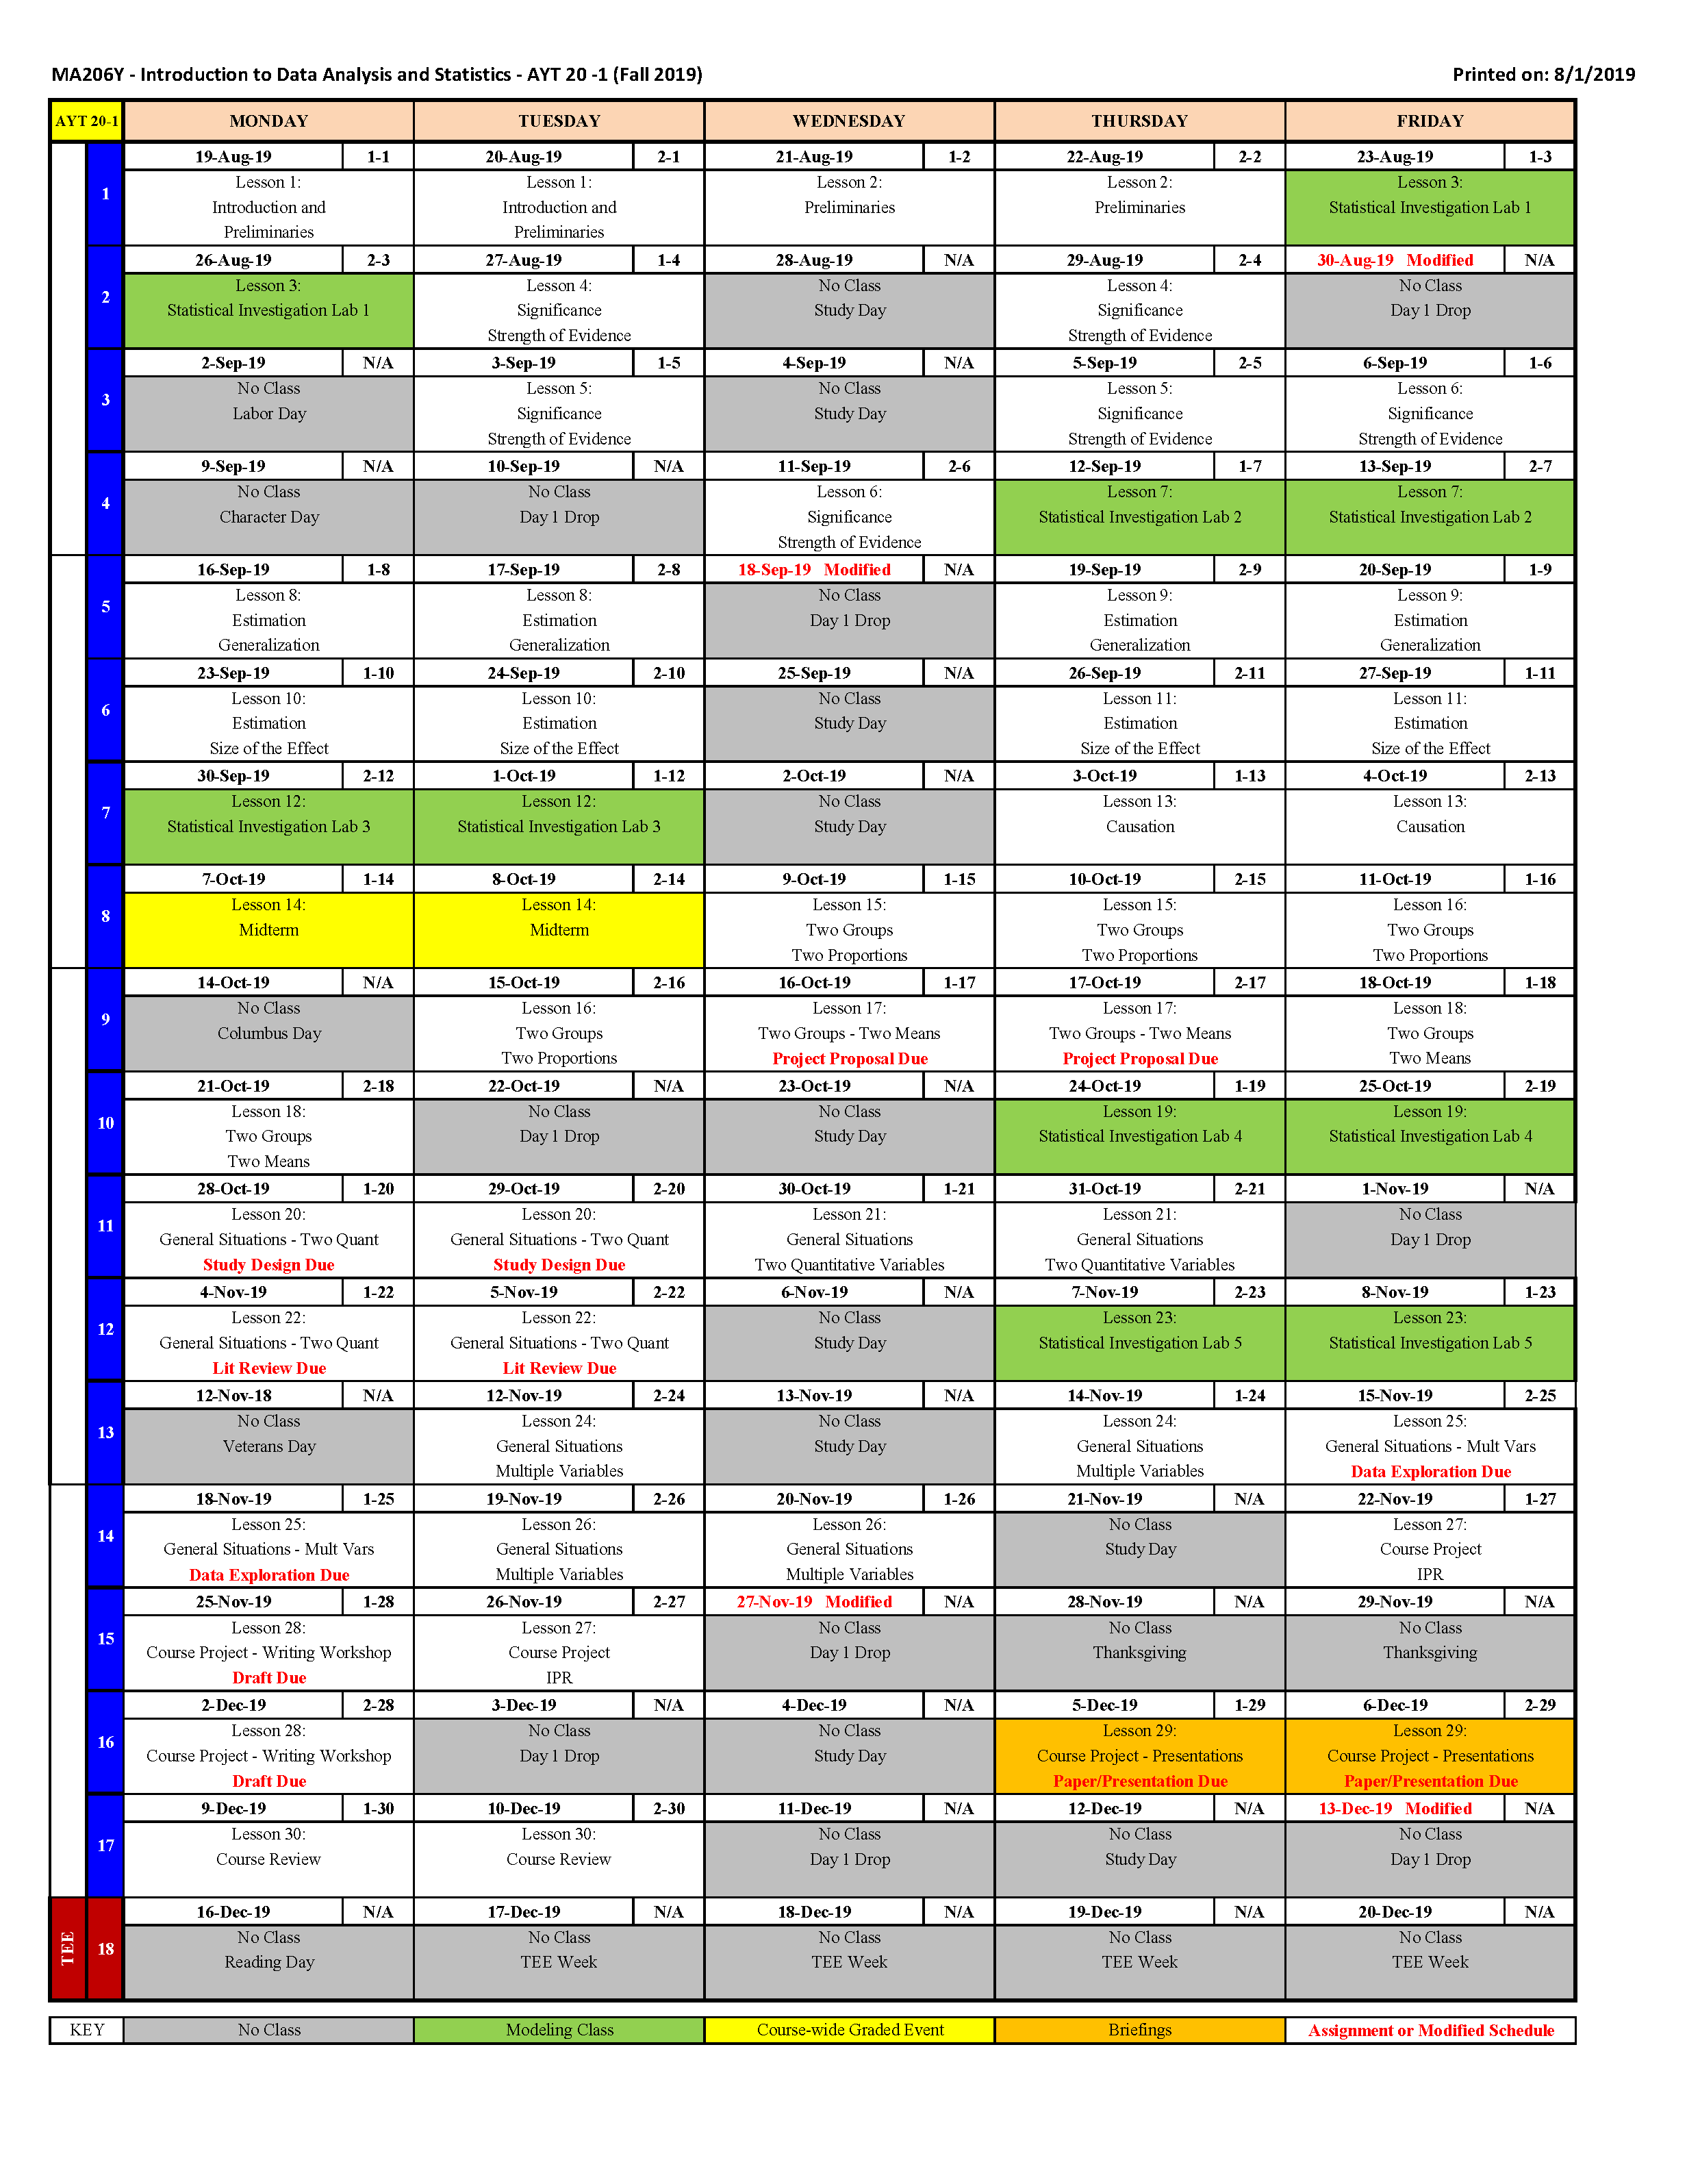 MA206Y - Introduction to Data Analysis and Statistics - AYT 20 -1 (Fall 2019)
Printed on: 8/1/2019
AYT 20-1
MONDAY
TUESDAY
WEDNESDAY
THURSDAY
FRIDAY
1
19-Aug-19 1-1
Lesson 1:
Introduction and
Preliminaries
20-Aug-19 2-1
Lesson 1:
Introduction and
Preliminaries
21-Aug-19 1-2
Lesson 2:
Preliminaries
22-Aug-19 2-2
Lesson 2:
Preliminaries
23-Aug-19 1-3
Lesson 3:
Statistical Investigation Lab 1
2
26-Aug-19 2-3
Lesson 3:
Statistical Investigation Lab 1
27-Aug-19 1-4
Lesson 4:
Significance
Strength of Evidence
28-Aug-19 N/A
No Class
Study Day
29-Aug-19 2-4
Lesson 4:
Significance
Strength of Evidence
30-Aug-19 Modified N/A
No Class
Day 1 Drop
3
2-Sep-19 N/A
No Class
Labor Day
3-Sep-19 1-5
Lesson 5:
Significance
Strength of Evidence
4-Sep-19 N/A
No Class
Study Day
5-Sep-19 2-5
Lesson 5:
Significance
Strength of Evidence
6-Sep-19 1-6
Lesson 6:
Significance
Strength of Evidence
4
9-Sep-19 N/A
No Class
Character Day
10-Sep-19 N/A
No Class
Day 1 Drop
11-Sep-19 2-6
Lesson 6:
Significance
Strength of Evidence
12-Sep-19 1-7
Lesson 7:
Statistical Investigation Lab 2
13-Sep-19 2-7
Lesson 7:
Statistical Investigation Lab 2
5
16-Sep-19 1-8
Lesson 8:
Estimation
Generalization
17-Sep-19 2-8
Lesson 8:
Estimation
Generalization
18-Sep-19 Modified N/A
No Class
Day 1 Drop
19-Sep-19 2-9
Lesson 9:
Estimation
Generalization
20-Sep-19 1-9
Lesson 9:
Estimation
Generalization
6
23-Sep-19 1-10
Lesson 10:
Estimation
Size of the Effect
24-Sep-19 2-10
Lesson 10:
Estimation
Size of the Effect
25-Sep-19 N/A
No Class
Study Day
26-Sep-19 2-11
Lesson 11:
Estimation
Size of the Effect
27-Sep-19 1-11
Lesson 11:
Estimation
Size of the Effect
7
30-Sep-19 2-12
Lesson 12:
Statistical Investigation Lab 3
1-Oct-19 1-12
Lesson 12:
Statistical Investigation Lab 3
2-Oct-19 N/A
No Class
Study Day
3-Oct-19 1-13
Lesson 13:
Causation
4-Oct-19 2-13
Lesson 13:
Causation
8
7-Oct-19 1-14
Lesson 14:
Midterm
8-Oct-19 2-14
Lesson 14:
Midterm
9-Oct-19 1-15
Lesson 15:
Two Groups
Two Proportions
10-Oct-19 2-15
Lesson 15:
Two Groups
Two Proportions
11-Oct-19 1-16
Lesson 16:
Two Groups
Two Proportions
9
14-Oct-19 N/A
No Class
Columbus Day
15-Oct-19 2-16
Lesson 16:
Two Groups
Two Proportions
16-Oct-19 1-17
Lesson 17:
Two Groups - Two Means
Project Proposal Due
17-Oct-19 2-17
Lesson 17:
Two Groups - Two Means
Project Proposal Due
18-Oct-19 1-18
Lesson 18:
Two Groups
Two Means
10
21-Oct-19 2-18
Lesson 18:
Two Groups
Two Means
22-Oct-19 N/A
No Class
Day 1 Drop
23-Oct-19 N/A
No Class
Study Day
24-Oct-19 1-19
Lesson 19:
Statistical Investigation Lab 4
25-Oct-19 2-19
Lesson 19:
Statistical Investigation Lab 4
11
28-Oct-19 1-20
Lesson 20:
General Situations - Two Quant
Study Design Due
29-Oct-19 2-20
Lesson 20:
General Situations - Two Quant
Study Design Due
30-Oct-19 1-21
Lesson 21:
General Situations
Two Quantitative Variables
31-Oct-19 2-21
Lesson 21:
General Situations
Two Quantitative Variables
1-Nov-19 N/A
No Class
Day 1 Drop
12
4-Nov-19 1-22
Lesson 22:
General Situations - Two Quant
Lit Review Due
5-Nov-19 2-22
Lesson 22:
General Situations - Two Quant
Lit Review Due
6-Nov-19 N/A
No Class
Study Day
7-Nov-19 2-23
Lesson 23:
Statistical Investigation Lab 5
8-Nov-19 1-23
Lesson 23:
Statistical Investigation Lab 5
13
12-Nov-18 N/A
No Class
Veterans Day
12-Nov-19 2-24
Lesson 24:
General Situations
Multiple Variables
13-Nov-19 N/A
No Class
Study Day
14-Nov-19 1-24
Lesson 24:
General Situations
Multiple Variables
15-Nov-19 2-25
Lesson 25:
General Situations - Mult Vars
Data Exploration Due
14
18-Nov-19 1-25
Lesson 25:
General Situations - Mult Vars
Data Exploration Due
19-Nov-19 2-26
Lesson 26:
General Situations
Multiple Variables
20-Nov-19 1-26
Lesson 26:
General Situations
Multiple Variables
21-Nov-19 N/A
No Class
Study Day
22-Nov-19 1-27
Lesson 27:
Course Project
IPR
15
25-Nov-19 1-28
Lesson 28:
Course Project - Writing Workshop
Draft Due
26-Nov-19 2-27
Lesson 27:
Course Project
IPR
27-Nov-19 Modified N/A
No Class
Day 1 Drop
28-Nov-19 N/A
No Class
Thanksgiving
29-Nov-19 N/A
No Class
Thanksgiving
16
2-Dec-19 2-28
Lesson 28:
Course Project - Writing Workshop
Draft Due
3-Dec-19 N/A
No Class
Day 1 Drop
4-Dec-19 N/A
No Class
Study Day
5-Dec-19 1-29
Lesson 29:
Course Project - Presentations
Paper/Presentation Due
6-Dec-19 2-29
Lesson 29:
Course Project - Presentations
Paper/Presentation Due
17
9-Dec-19 1-30
Lesson 30:
Course Review
10-Dec-19 2-30
Lesson 30:
Course Review
11-Dec-19 N/A
No Class
Day 1 Drop
12-Dec-19 N/A
No Class
Study Day
13-Dec-19 Modified N/A
No Class
Day 1 Drop
TEE
18
16-Dec-19 N/A
No Class
Reading Day
17-Dec-19 N/A
No Class
TEE Week
18-Dec-19 N/A
No Class
TEE Week
19-Dec-19 N/A
No Class
TEE Week
20-Dec-19 N/A
No Class
TEE Week
KEY
No Class
Modeling Class
Course-wide Graded Event
Briefings
Assignment or Modified Schedule